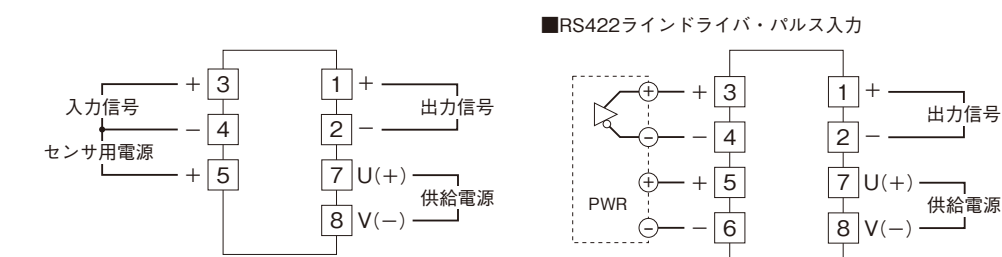 ■RS422ラインドライバ・パルス入力
+ 3 1 +
入力信号 出力信号
− 4 2 −
センサ用電源
+ 5 7 U(+)
供給電源
8 V(−)
+ + 3 1 +
出力信号
− − 4 2 −
+ + 5 7 U(+)
PWR 供給電源
− − 6 8 V(−)